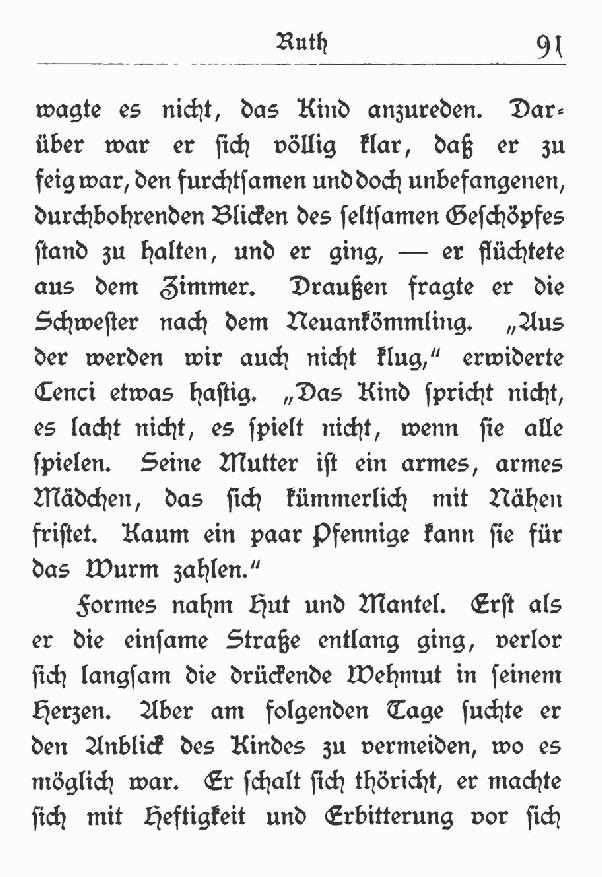 Ruth 91
wagte es nicht, das Kind anzureden. Dar-
über war er sich völlig klar, daß er zu
feig war, den furchtsamen und doch unbefangenen,
durchbohrenden Blicken des seltsamen Geschöpfes
stand zu halten, und er ging, — er flüchtete
aus dem Zimmer. Draußen fragte er die
Schwester nach dem Neuankömmling. „Aus
der werden wir auch nicht klug,“ erwiderte
Cenci etwas hastig. „Das Kind spricht nicht,
es lacht nicht, es spielt nicht, wenn sie alle
spielen. Seine Mutter ist ein armes, armes
Mädchen, das sich kümmerlich mit Nähen
fristet. Kaum ein paar Pfennige kann sie für
das Wurm zahlen.“
Formes nahm Hut und Mantel. Erst als
er die einsame Straße entlang ging, verlor
sich langsam die drückende Wehmut in seinem
Herzen. Aber am folgenden Tage suchte er
den Anblick des Kindes zu vermeiden, wo es
möglich war. Er schalt sich thöricht, er machte
sich mit Heftigkeit und Erbitterung vor sich